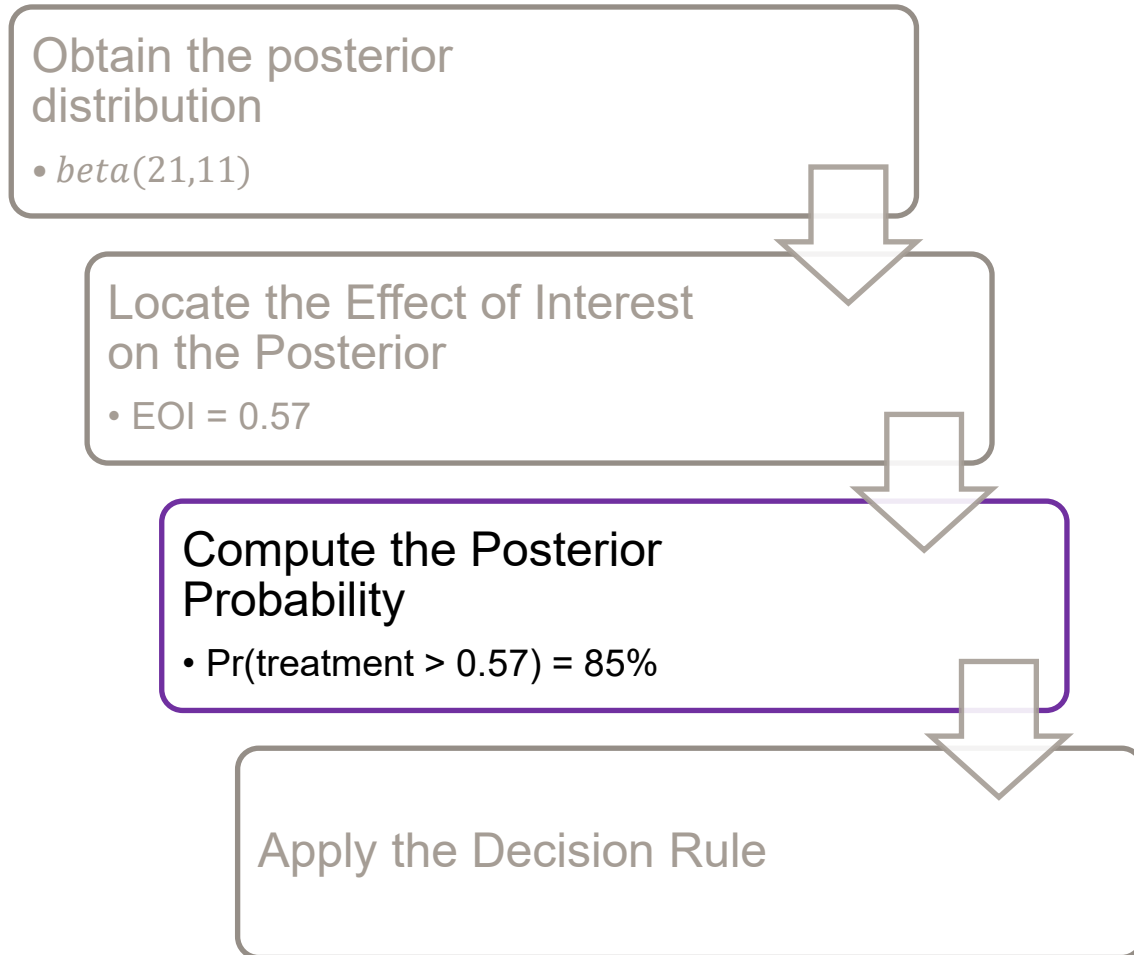 Obtain the posterior
distribution
• beta(21,11)
Locate the Effect of Interest
on the Posterior
• EOI = 0.57
Compute the Posterior
Probability
• Pr(treatment > 0.57) = 85%
Apply the Decision Rule